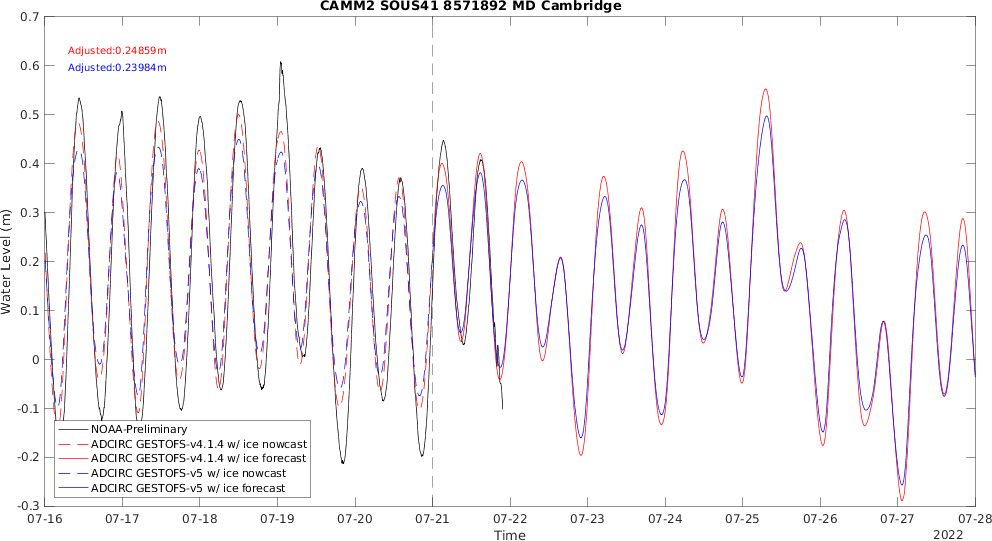 CAMM2 SOUS41 8571892 MD Cambridge
Adjusted:0.24859m
Adjusted:0.23984m
Water Level (m)
0.7
0.6
0.5
0.4
0.3
0.2
0.1
0
-0.1
-0.2
-0.3
NOAA-Preliminary
ADCIRC GESTOFS-v4.1.4 w/ ice nowcast
ADCIRC GESTOFS-v4.1.4 w/ ice forecast
ADCIRC GESTOFS-v5 w/ ice nowcast
ADCIRC GESTOFS-v5 w/ ice forecast
07-16 07-17 07-18 07-19 07-20 07-21 07-22 07-23 07-24 07-25 07-26 07-27 07-28
Time
2022